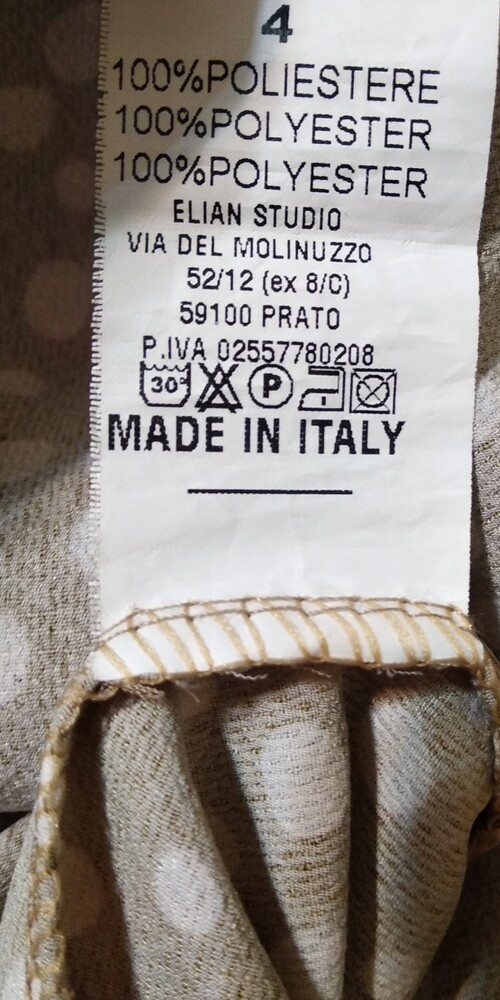 4
100%POLIESTERE
100%POLYESTER
100%POLYESTER
ELIAN STUDIO
VIA DEL MOLINUZZO
52/12 (ex 8/C)
59100 PRATO
P.IVA 02557780208
30° P
MADE IN ITALY